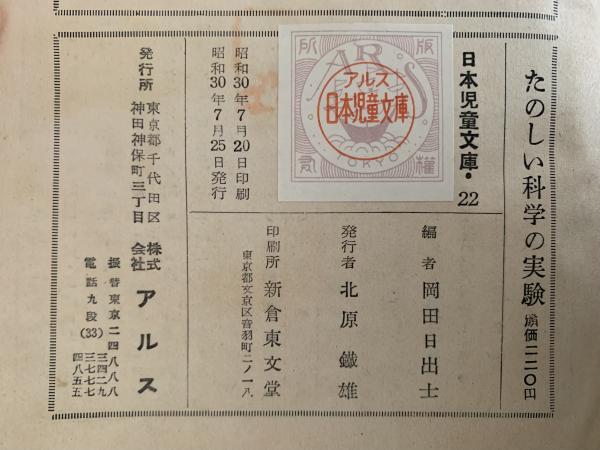 たのしい科学の実験 価二二〇円
日本児童文庫・22
版權所有
ARS
TOKYO
アルス
日本児童文庫
編者 岡田日出士
発行者 北原鐵雄
印刷所 新倉東文堂
東京都文京区音羽町二ノ一八
昭和30年7月20日印刷
昭和30年7月25日発行
発行所 東京都千代田区
神田神保町三丁目
株式会社 アルス
振替東京二四八八八
電話九段(33)
三四二九
三七七七
四八五五